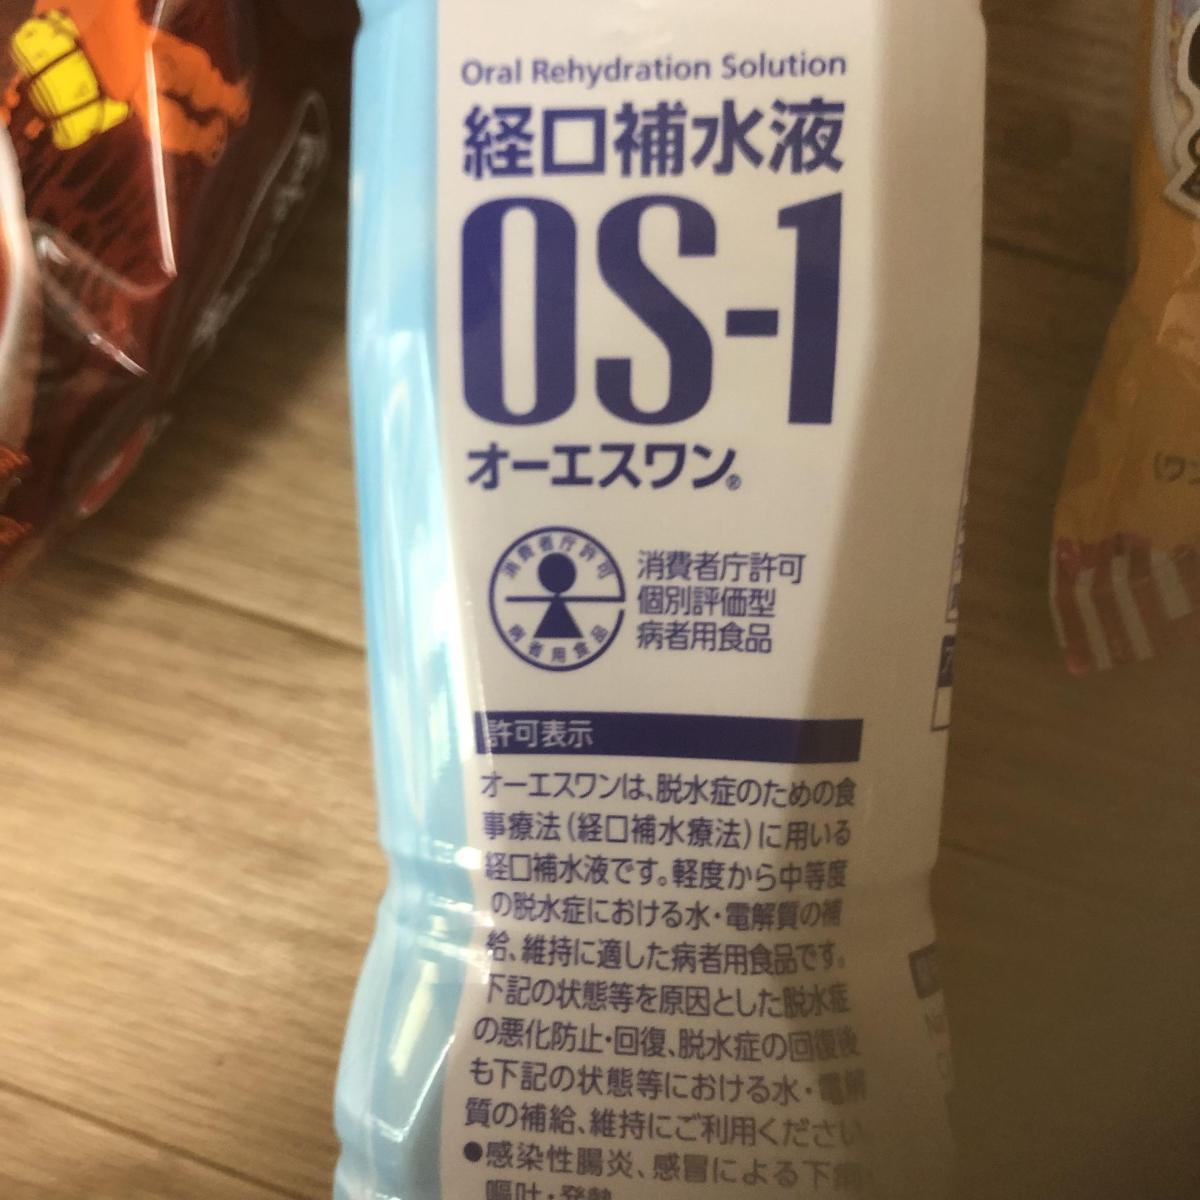 Oral Rehydration Solution
経口補水液
OS-1
オーエスワン®
消費者庁許可
病者用食品
消費者庁許可
個別評価型
病者用食品
許可表示
オーエスワンは、脱水症のための食
事療法(経口補水療法)に用いる
経口補水液です。軽度から中等度
の脱水症における水・電解質の補
給、維持に適した病者用食品です。
下記の状態等を原因とした脱水症
の悪化防止・回復、脱水症の回復後
も下記の状態等における水・電解
質の補給、維持にご利用ください
●感染性腸炎、感冒による下痢・
嘔吐・発熱